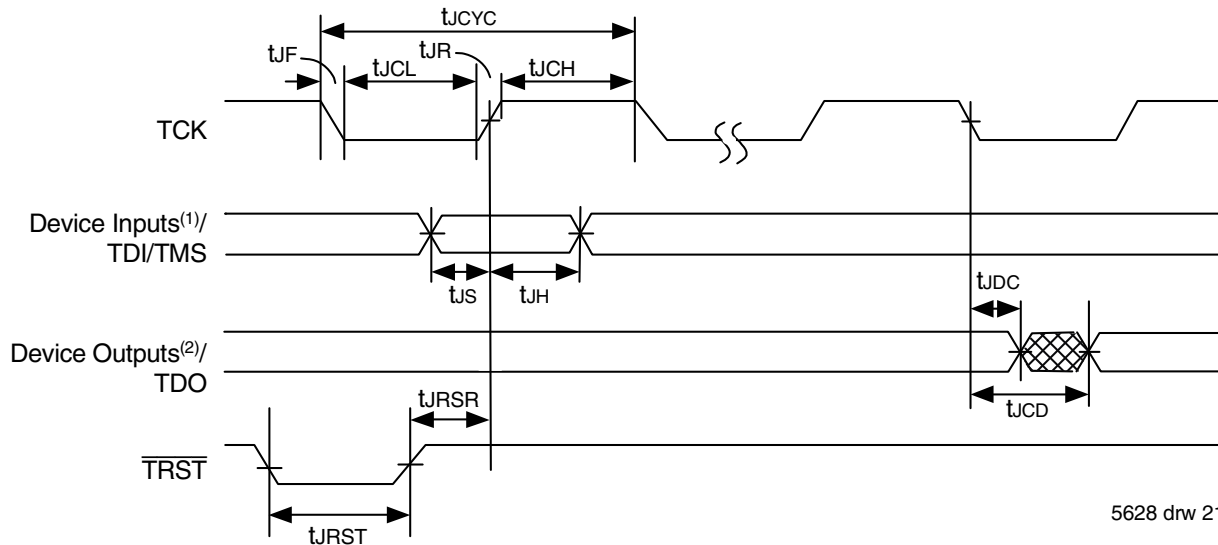 tJCYC
tJF
tJR
tJCL
tJCH
TCK
Device Inputs(1)/
TDI/TMS
tJS
tJH
tJDC
Device Outputs(2)/
TDO
tJRSR
tJCD
TRST
tJRST
5628 drw 21